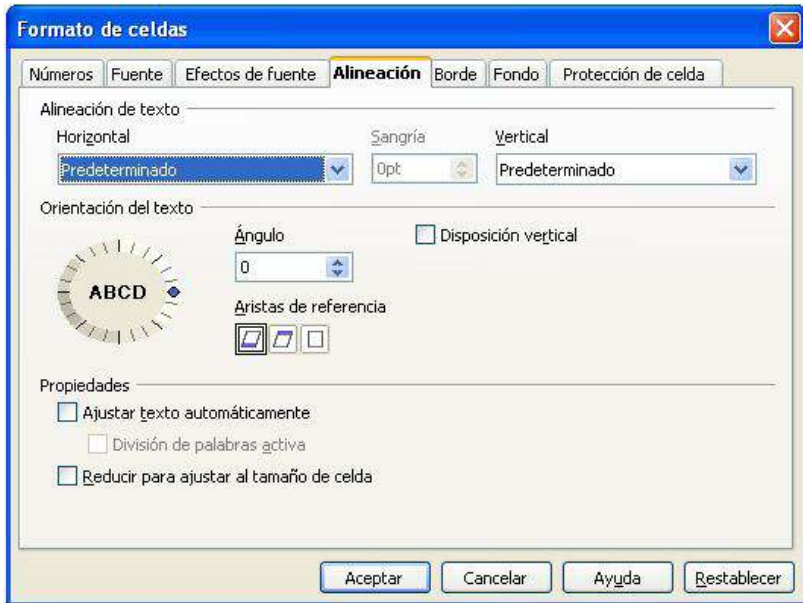 Formato de celdas
Números Fuente Efectos de fuente Alineación Borde Fondo Protección de celda
Alineación de texto
Horizontal Sangría Vertical
Predeterminado 0pt Predeterminado
Orientación del texto
Ángulo Disposición vertical
0
ABCD
Aristas de referencia
Propiedades
Ajustar texto automáticamente
División de palabras activa
Reducir para ajustar al tamaño de celda
Aceptar Cancelar Ayuda Restablecer